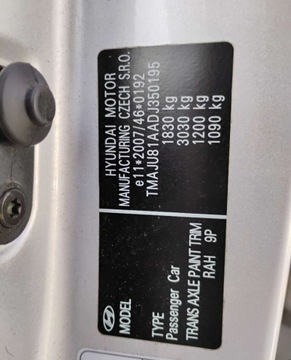 HYUNDAI MOTOR
MANUFACTURING CZECH S.R.O.
e11*2007/46*0192
TMAJU81AADJ350195
1830 kg
3030 kg
1200 kg
1090 kg
MODEL
TYPE
Passenger Car
TRANS AXLE PAINT TRIM
RAH 9P